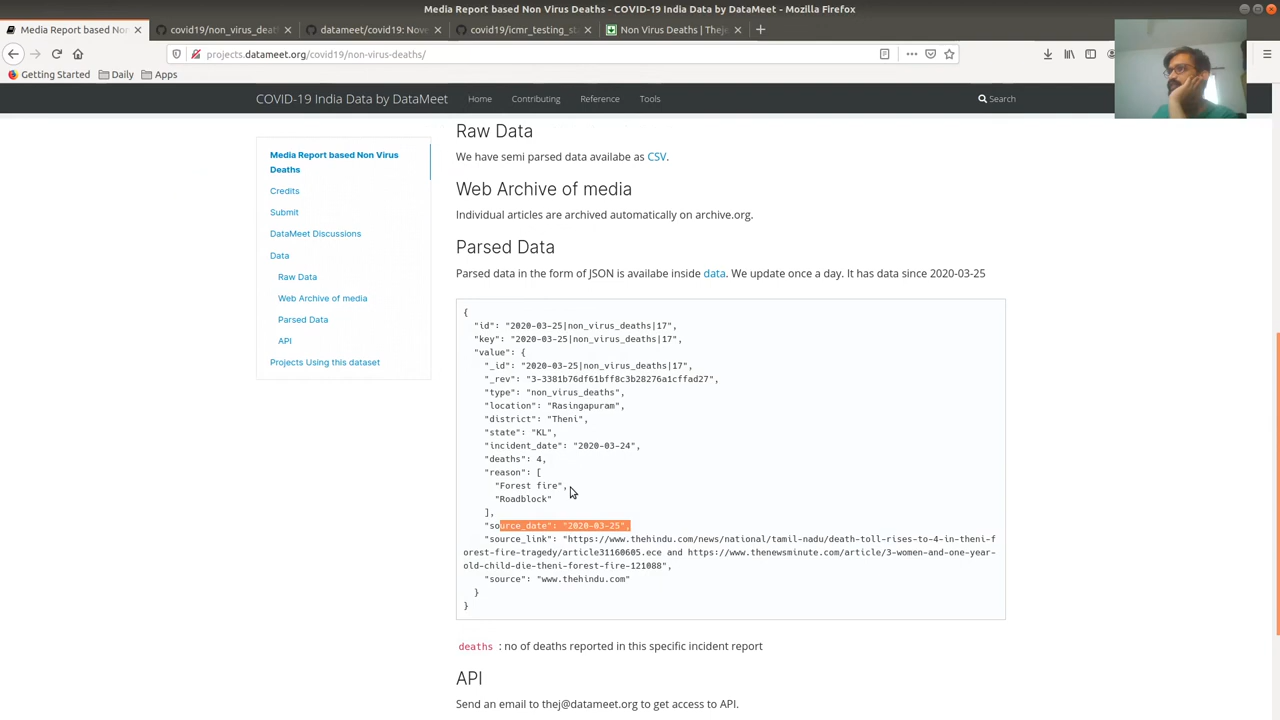 Media Report based Non Virus Deaths - COVID-19 India Data by DataMeet - Mozilla Firefox
Media Report based Non covid19/non_virus_deat datameet/covid19: Nove covid19/icmr_testing_sta Non Virus Deaths | Thej
projects.datameet.org/covid19/non-virus-deaths/
Getting Started Daily Apps
COVID-19 India Data by DataMeet Home Contributing Reference Tools Search
Media Report based Non Virus
Deaths
Credits
Submit
DataMeet Discussions
Data
Raw Data
Web Archive of media
Parsed Data
API
Projects Using this dataset
Raw Data
We have semi parsed data availabe as CSV.
Web Archive of media
Individual articles are archived automatically on archive.org.
Parsed Data
Parsed data in the form of JSON is availabe inside data. We update once a day. It has data since 2020-03-25
{
"id": "2020-03-25|non_virus_deaths|17",
"key": "2020-03-25|non_virus_deaths|17",
"value": {
"_id": "2020-03-25|non_virus_deaths|17",
"_rev": "3-3381b76df61bff8c3b28276a1cffad27",
"type": "non_virus_deaths",
"location": "Rasingapuram",
"district": "Theni",
"state": "KL",
"incident_date": "2020-03-24",
"deaths": 4,
"reason": [
"Forest fire",
"Roadblock"
],
"source_date": "2020-03-25",
"source_link": "https://www.thehindu.com/news/national/tamil-nadu/death-toll-rises-to-4-in-theni-f
orest-fire-tragedy/article31160605.ece and https://www.thenewsminute.com/article/3-women-and-one-year-
old-child-die-theni-forest-fire-121088",
"source": "www.thehindu.com"
}
}
deaths : no of deaths reported in this specific incident report
API
Send an email to thej@datameet.org to get access to API.